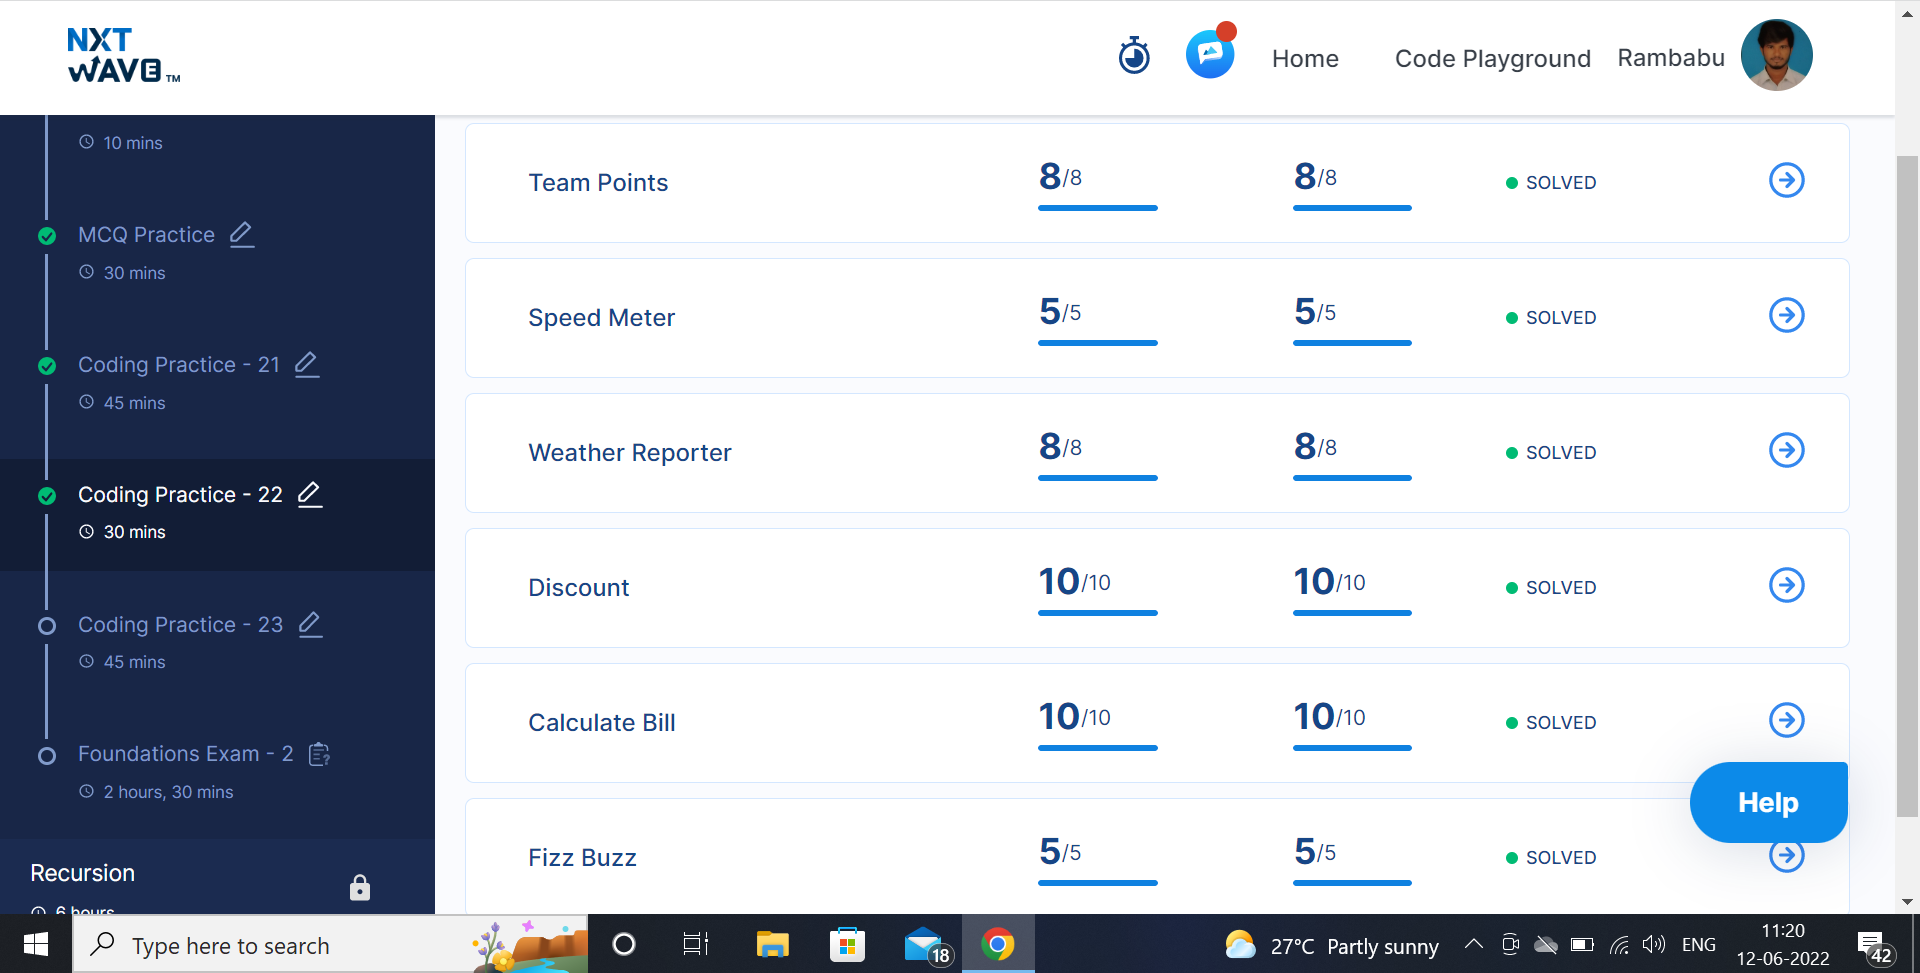 NXT
WAVE TM
Home
Code Playground
Rambabu
10 mins
MCQ Practice
30 mins
Coding Practice - 21
45 mins
Coding Practice - 22
30 mins
Coding Practice - 23
45 mins
Foundations Exam - 2
2 hours, 30 mins
Recursion
6 hours
Team Points 8/8 8/8 SOLVED
Speed Meter 5/5 5/5 SOLVED
Weather Reporter 8/8 8/8 SOLVED
Discount 10/10 10/10 SOLVED
Calculate Bill 10/10 10/10 SOLVED
Fizz Buzz 5/5 5/5 SOLVED
Help
Type here to search
18
27°C Partly sunny
ENG
11:20
12-06-2022
42